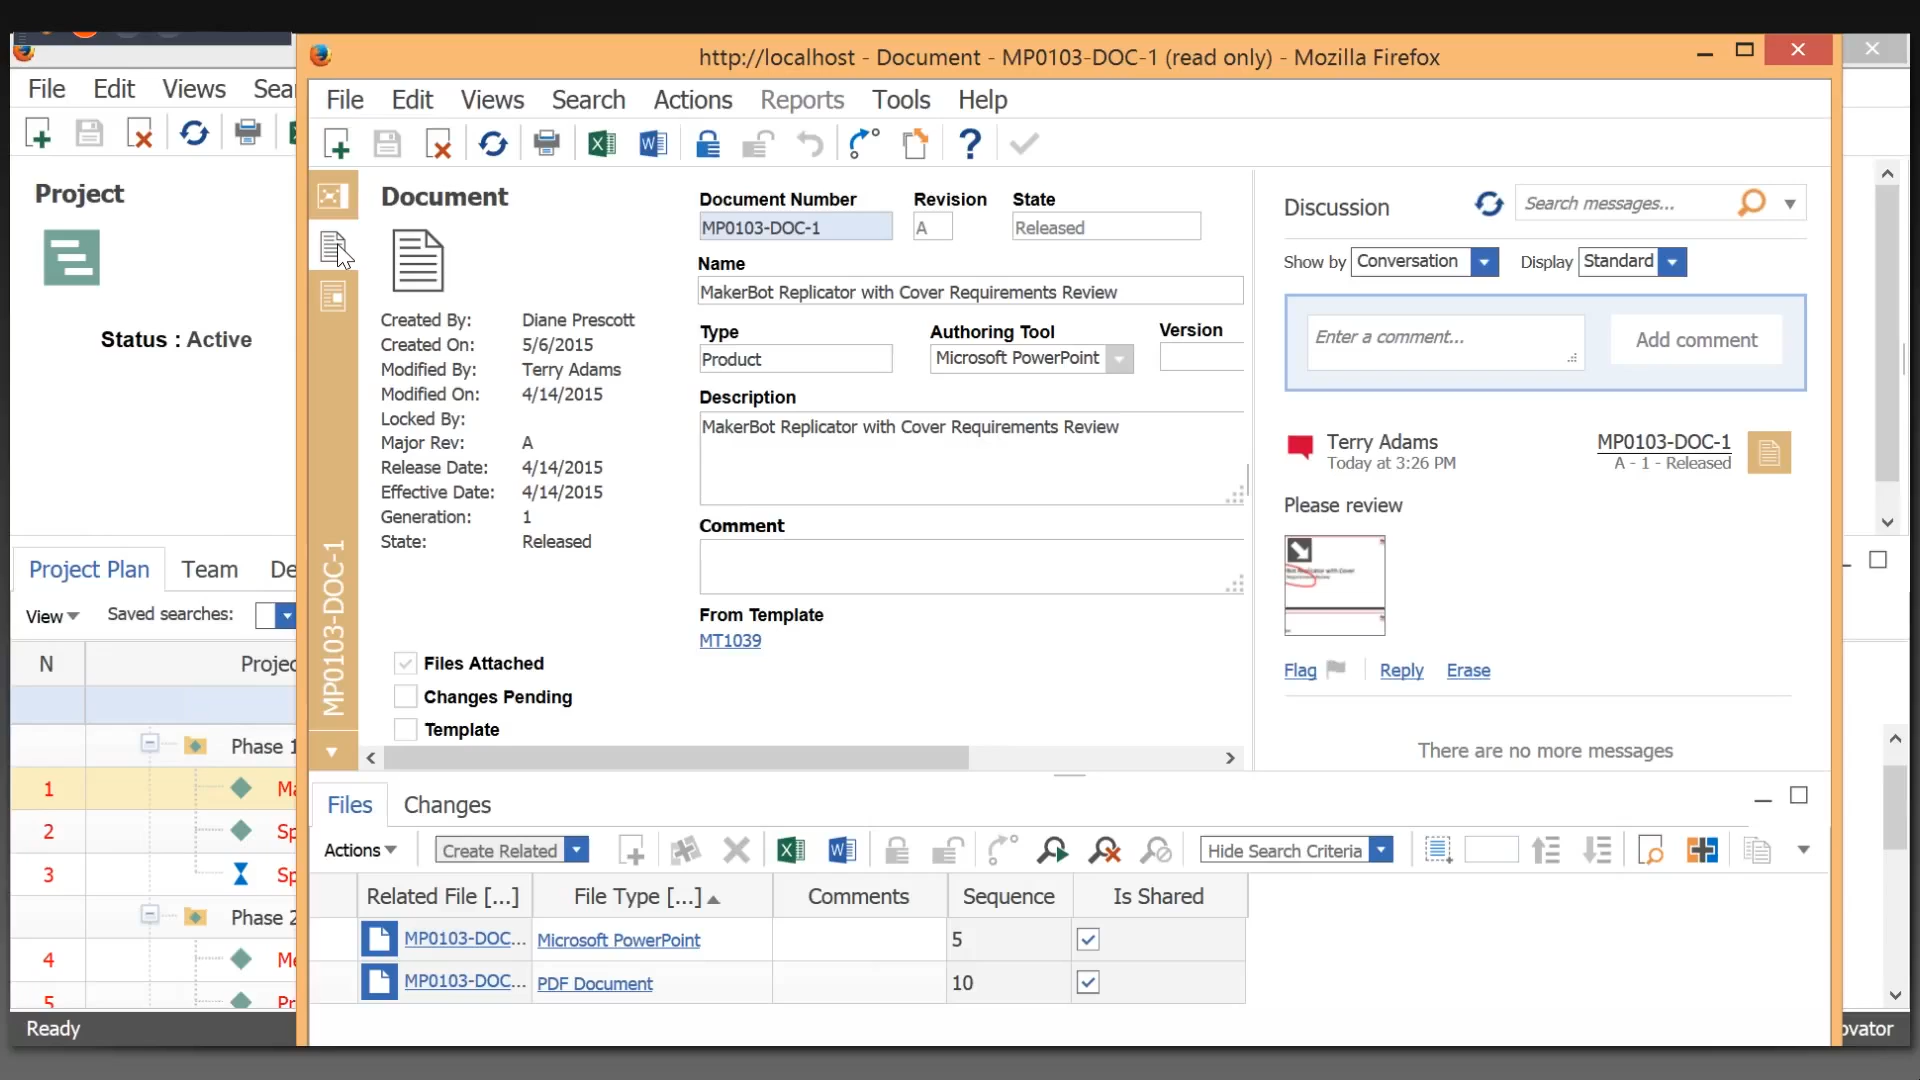 http://localhost - Document - MP0103-DOC-1 (read only) - Mozilla Firefox
File Edit Views
File Edit Views Search Actions Reports Tools Help
Project
Status : Active
Project Plan Team
View Saved searches:
N
Phase 1
1
2
3
Phase 2
4
5
Ready
Document
Created By: Diane Prescott
Created On: 5/6/2015
Modified By: Terry Adams
Modified On: 4/14/2015
Locked By:
Major Rev: A
Release Date: 4/14/2015
Effective Date: 4/14/2015
Generation: 1
State: Released
MP0103-DOC-1
Files Attached
Changes Pending
Template
Document Number Revision State
MP0103-DOC-1 A Released
Name
MakerBot Replicator with Cover Requirements Review
Type Authoring Tool Version
Product Microsoft PowerPoint
Description
MakerBot Replicator with Cover Requirements Review
Comment
From Template
MT1039
Discussion Search messages...
Show by Conversation Display Standard
Enter a comment... Add comment
Terry Adams MP0103-DOC-1
Today at 3:26 PM A - 1 - Released
Please review
Flag Reply Erase
There are no more messages
Files Changes
Actions Create Related Hide Search Criteria
Related File [...] File Type [...] Comments Sequence Is Shared
MP0103-DOC... Microsoft PowerPoint 5
MP0103-DOC... PDF Document 10